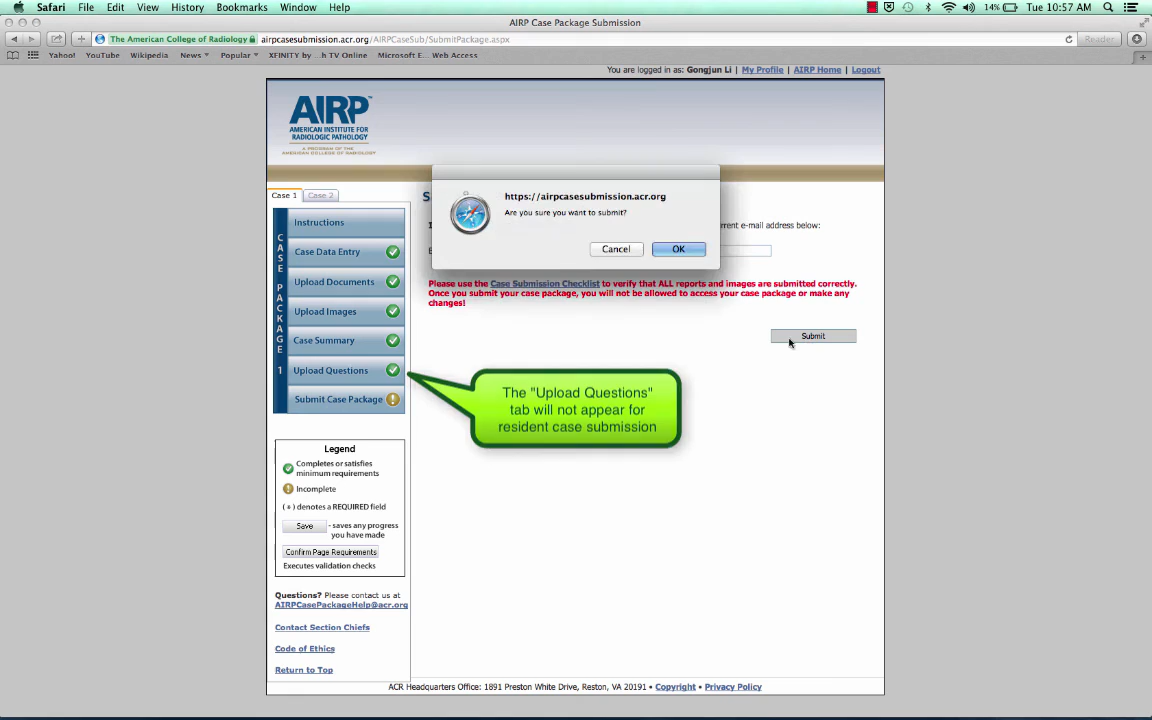 Safari File Edit View History Bookmarks Window Help 14% Tue 10:57 AM
AIRP Case Package Submission
The American College of Radiology airpcasesubmission.acr.org/AIRPCaseSub/SubmitPackage.aspx Reader
Yahoo! YouTube Wikipedia News Popular XFINITY by ...h TV Online Microsoft E... Web Access
You are logged in as: Gongjun Li | My Profile | AIRP Home | Logout
AIRP
AMERICAN INSTITUTE FOR
RADIOLOGIC PATHOLOGY
A PROGRAM OF THE
AMERICAN COLLEGE OF RADIOLOGY
Case 1 Case 2
CASE PACKAGE 1
Instructions
Case Data Entry
Upload Documents
Upload Images
Case Summary
Upload Questions
Submit Case Package
https://airpcasesubmission.acr.org
Are you sure you want to submit?
Cancel OK
S
rrent e-mail address below:
Please use the Case Submission Checklist to verify that ALL reports and images are submitted correctly.
Once you submit your case package, you will not be allowed to access your case package or make any
changes!
Submit
The "Upload Questions"
tab will not appear for
resident case submission
Legend
Completes or satisfies
minimum requirements
Incomplete
( * ) denotes a REQUIRED field
Save - saves any progress
you have made
Confirm Page Requirements
Executes validation checks
Questions? Please contact us at
AIRPCasePackageHelp@acr.org
Contact Section Chiefs
Code of Ethics
Return to Top
ACR Headquarters Office: 1891 Preston White Drive, Reston, VA 20191 • Copyright • Privacy Policy